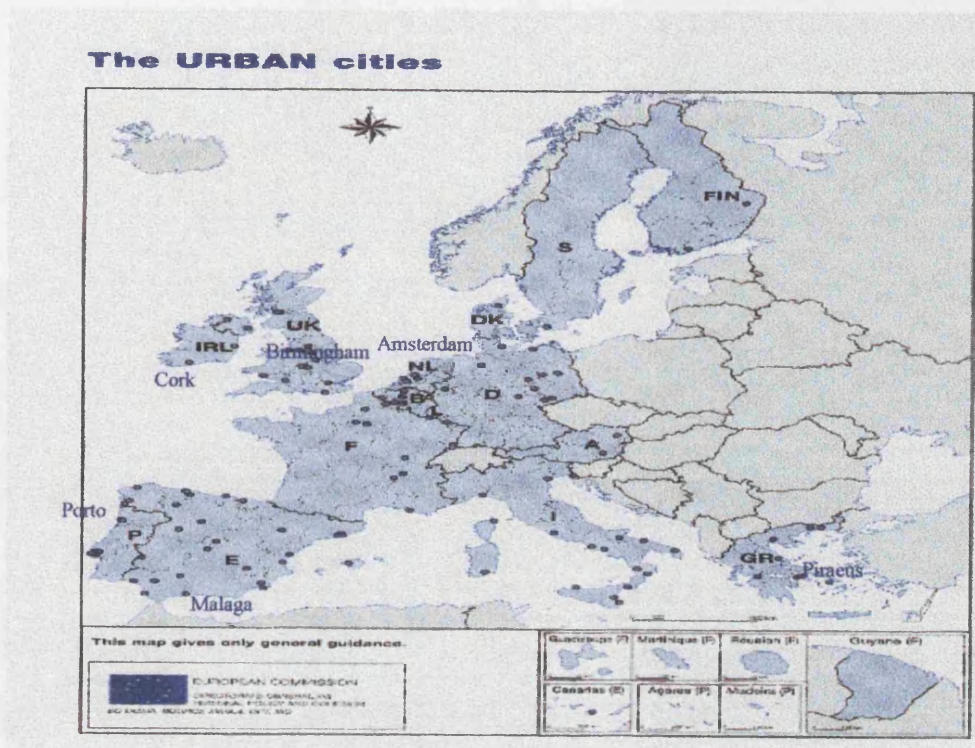 The URBAN cities
FIN
S
DK
UK
IRL
Birmingham
Amsterdam
Cork
NL
B
D
L
F
A
Porto
P
E
I
GR
Piraeus
Malaga
This map gives only general guidance.
EUROPEAN COMMISSION
Guadeloupe (F)
Martinique (F)
Réunion (F)
Guyane (F)
Canarias (E)
Açores (P)
Madeira (P)